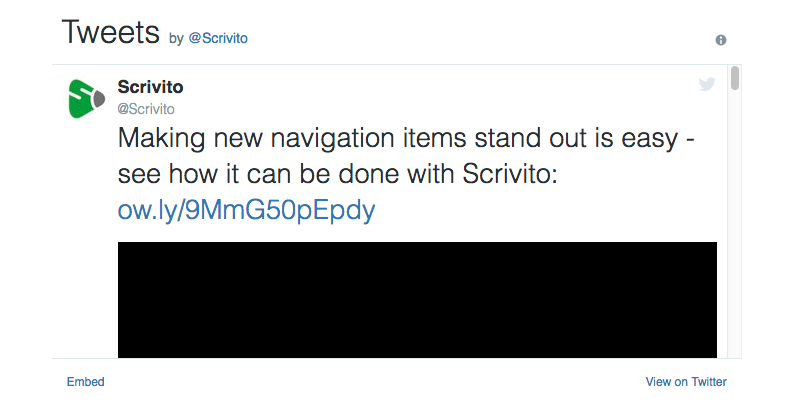 Tweets by @Scrivito
Scrivito
@Scrivito
Making new navigation items stand out is easy -
see how it can be done with Scrivito:
ow.ly/9MmG50pEpdy
Embed View on Twitter